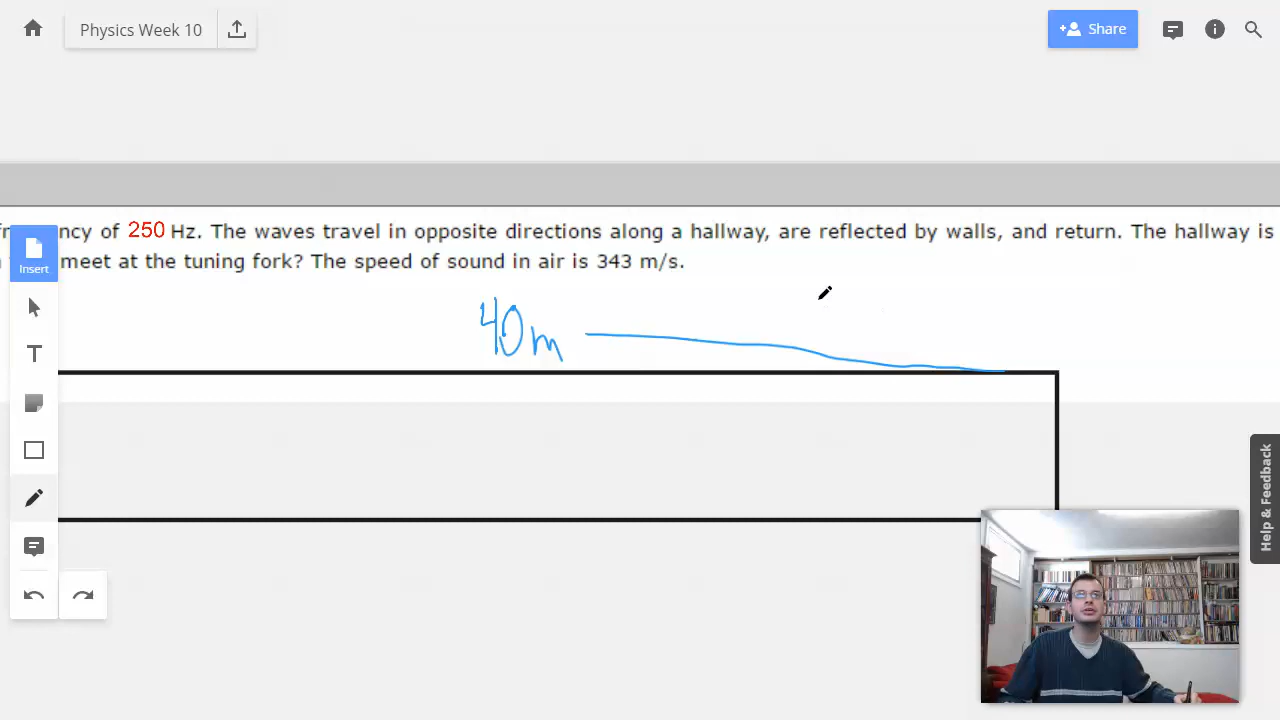 Physics Week 10
Share
of 250 Hz. The waves travel in opposite directions along a hallway, are reflected by walls, and return. The hallway is
meet at the tuning fork? The speed of sound in air is 343 m/s.
Insert
40m
T
Help & Feedback